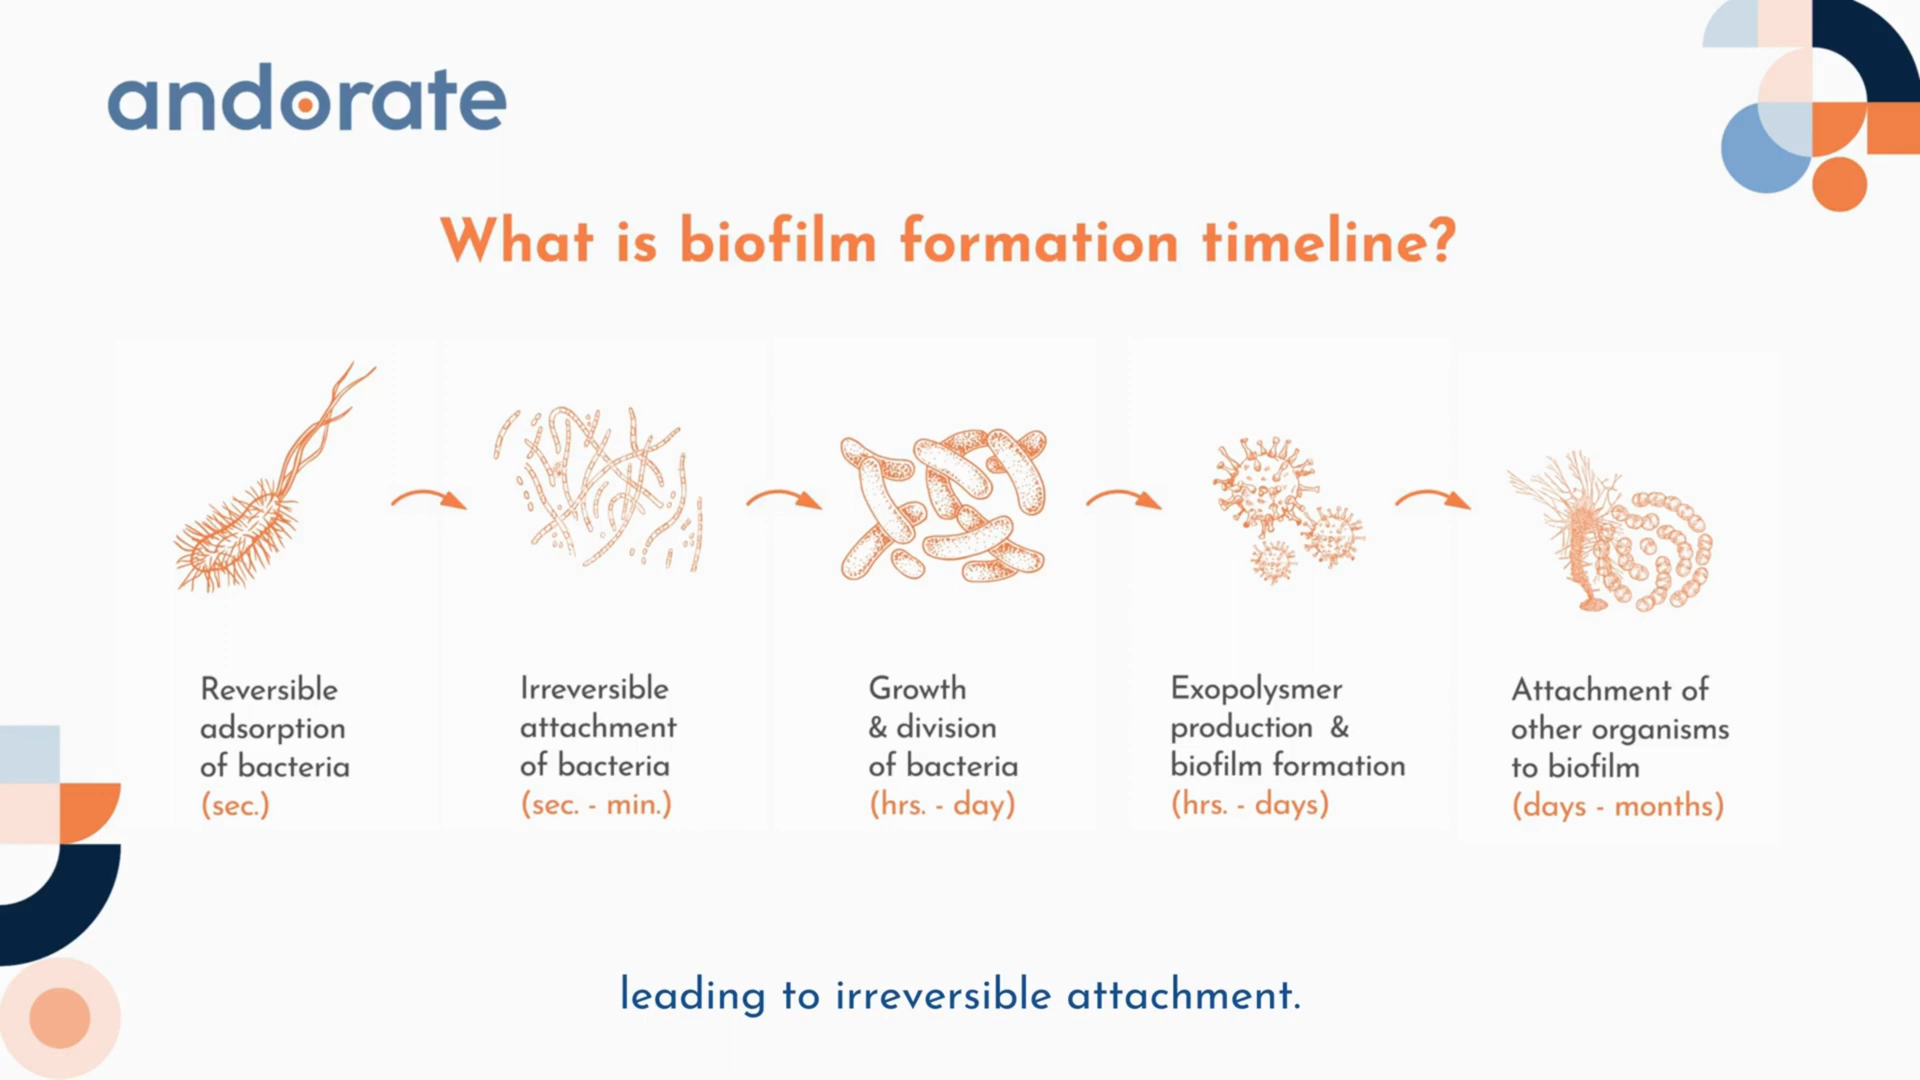 andorate
What is biofilm formation timeline?
Reversible
adsorption
of bacteria
(sec.)
Irreversible
attachment
of bacteria
(sec. - min.)
Growth
& division
of bacteria
(hrs. - day)
Exopolysmer
production &
biofilm formation
(hrs. - days)
Attachment of
other organisms
to biofilm
(days - months)
leading to irreversible attachment.